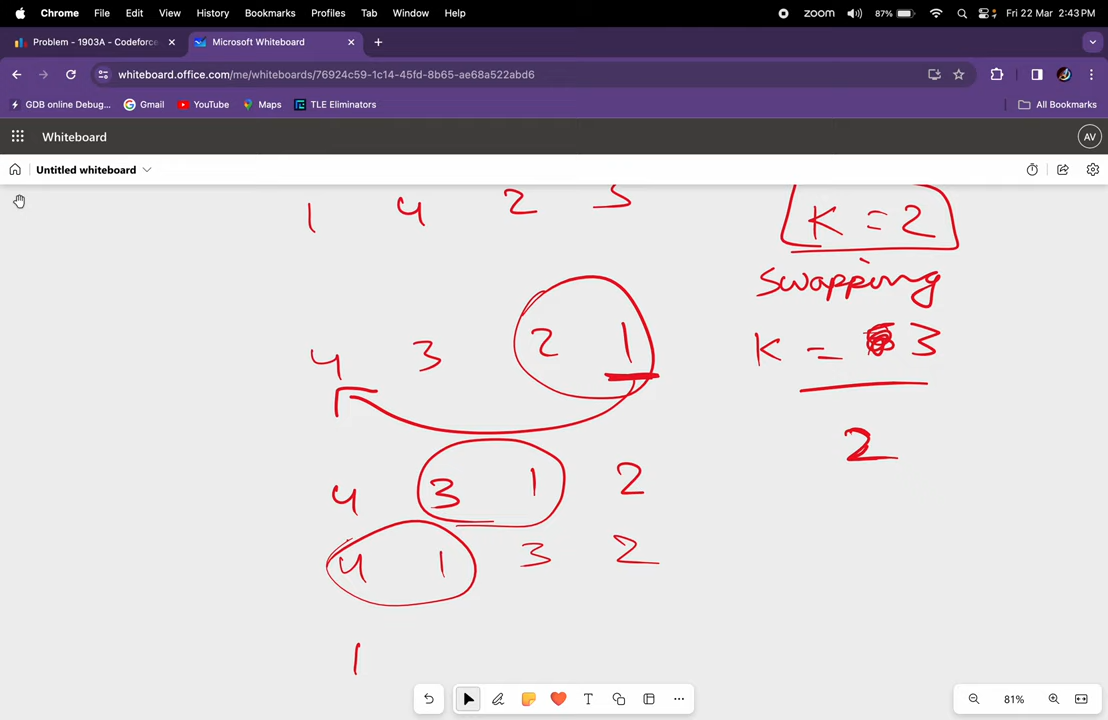 Chrome File Edit View History Bookmarks Profiles Tab Window Help zoom 87% Fri 22 Mar 2:43 PM
Problem - 1903A - Codeforce Microsoft Whiteboard
whiteboard.office.com/me/whiteboards/76924c59-1c14-45fd-8b65-ae68a522abd6
GDB online Debug... Gmail YouTube Maps TLE Eliminators All Bookmarks
Whiteboard AV
Untitled whiteboard
1 4 2 3
K = 2
swapping
4 3 2 1
K = 3
2
4 3 1 2
4 1 3 2
1
T 81%